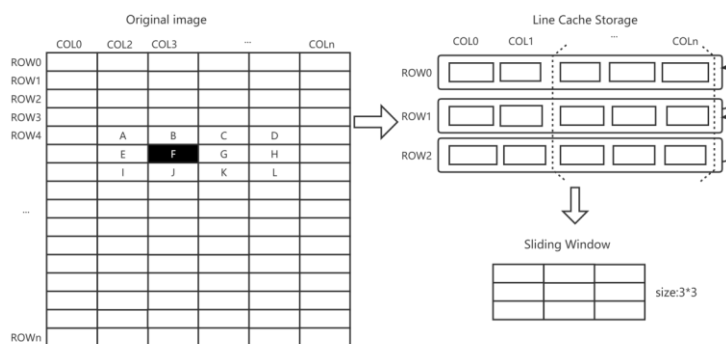 Original image
COL0 COL2 COL3 ... COLn
ROW0
ROW1
ROW2
ROW3
ROW4 A B C D
E F G H
I J K L
...
ROWn
Line Cache Storage
COL0 COL1 ... COLn
ROW0
ROW1
ROW2
Sliding Window
size:3*3